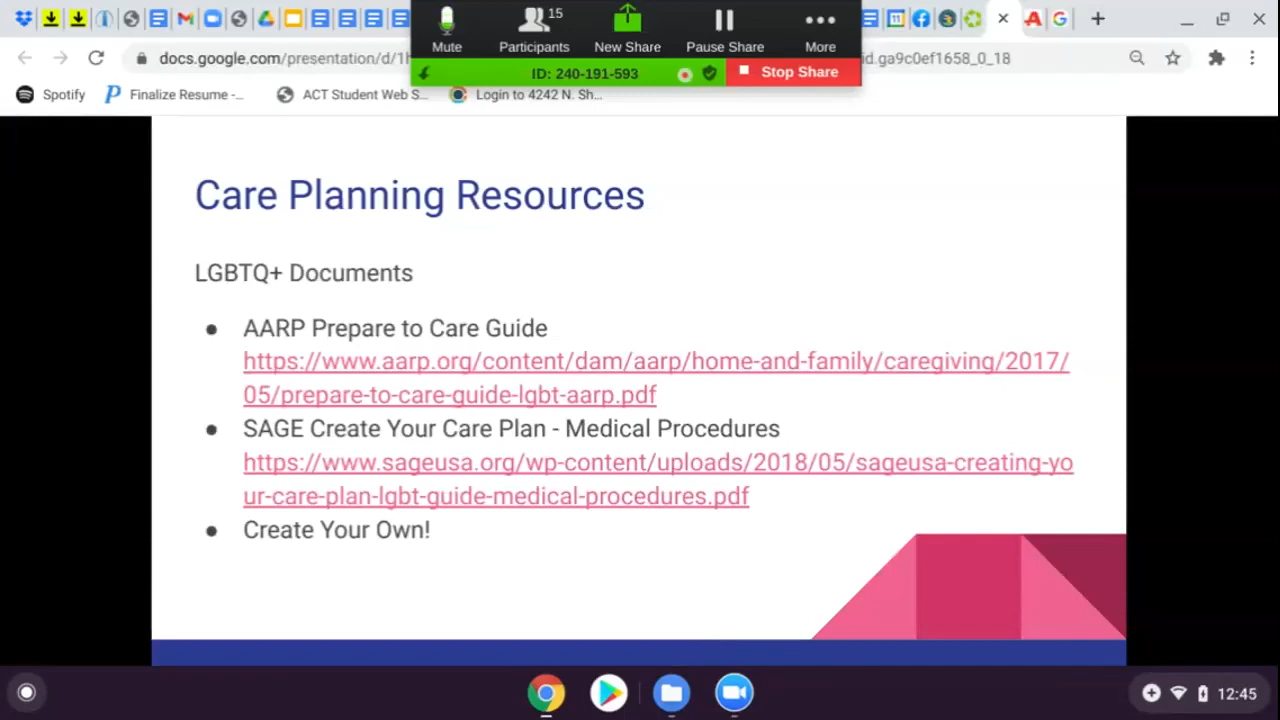 15
Mute
Participants
New Share
Pause Share
More
docs.google.com/presentation/d/1h
id.ga9c0ef1658_0_18
ID: 240-191-593
Stop Share
Spotify
Finalize Resume -...
ACT Student Web S...
Login to 4242 N. Sh...
Care Planning Resources
LGBTQ+ Documents
● AARP Prepare to Care Guide
https://www.aarp.org/content/dam/aarp/home-and-family/caregiving/2017/
05/prepare-to-care-guide-lgbt-aarp.pdf
● SAGE Create Your Care Plan - Medical Procedures
https://www.sageusa.org/wp-content/uploads/2018/05/sageusa-creating-yo
ur-care-plan-lgbt-guide-medical-procedures.pdf
● Create Your Own!
12:45